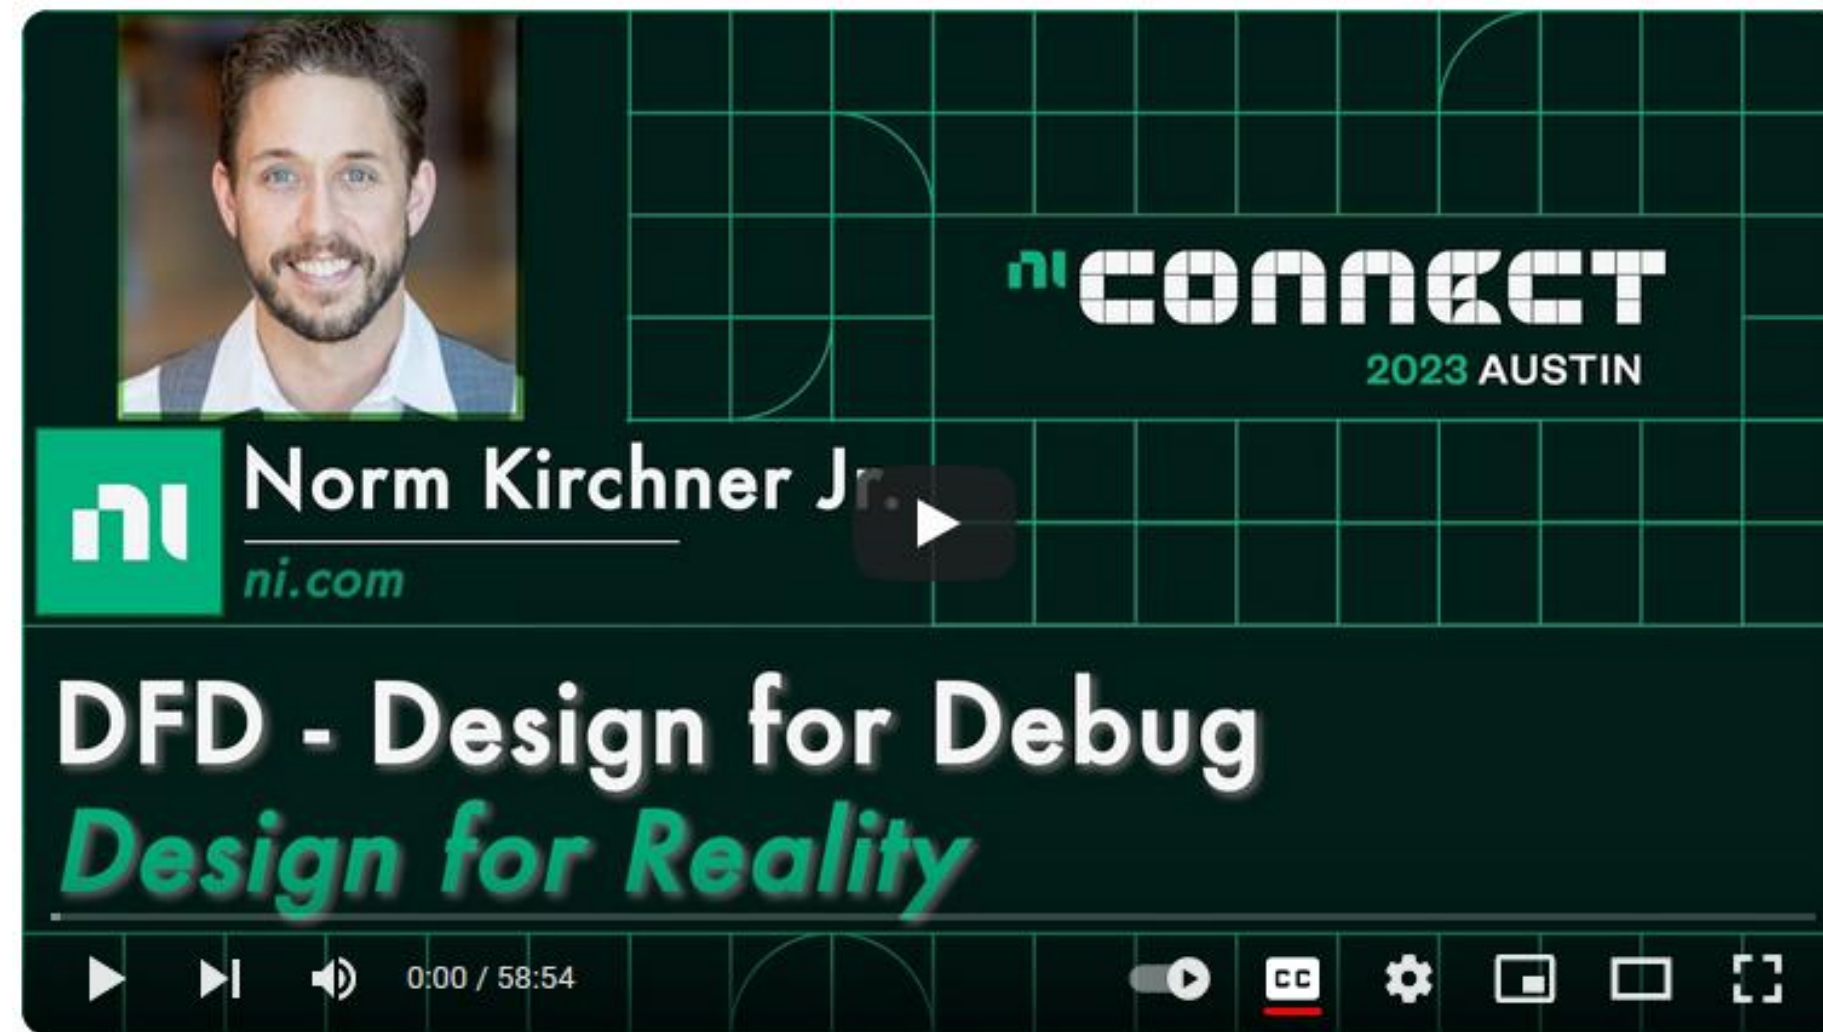 ni CONNECT
2023 AUSTIN
ni
Norm Kirchner Jr.
ni.com
DFD - Design for Debug
Design for Reality
0:00 / 58:54
CC